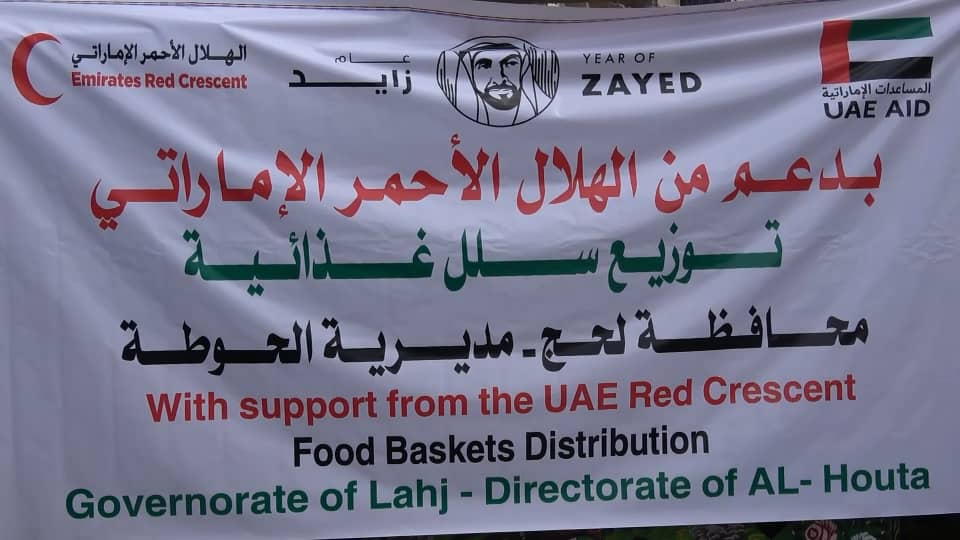 الهلال الأحمر الإماراتي
Emirates Red Crescent
عام
زايد
YEAR OF
ZAYED
المساعدات الإماراتية
UAE AID
بدعم من الهلال الأحمر الإماراتي
توزيع سلل غذائية
محافظة لحج - مديرية الحوطة
With support from the UAE Red Crescent
Food Baskets Distribution
Governorate of Lahj - Directorate of AL- Houta